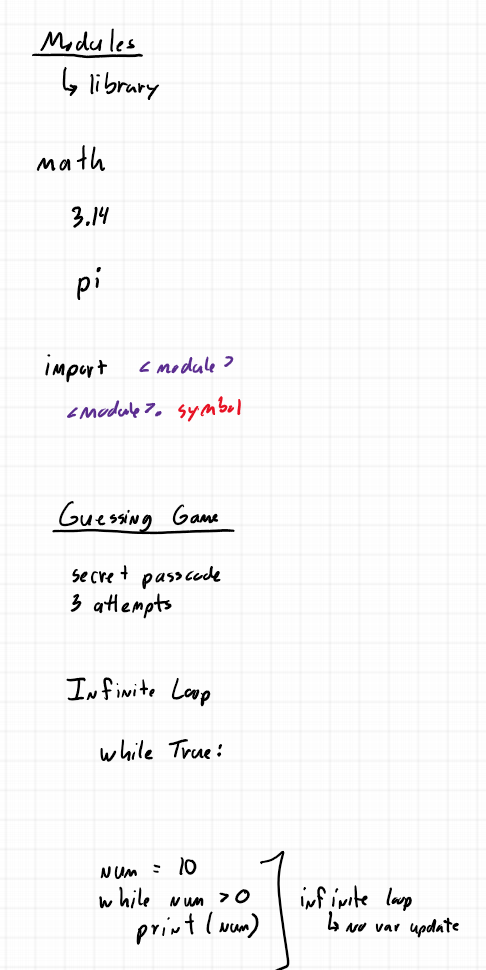 Modules
↳ library
math
3.14
pi
import <module>
<module>. symbol
Guessing Game
secret passcode
3 attempts
Infinite Loop
while True:
num = 10
while num > 0
print (num)
infinite loop
↳ no var update